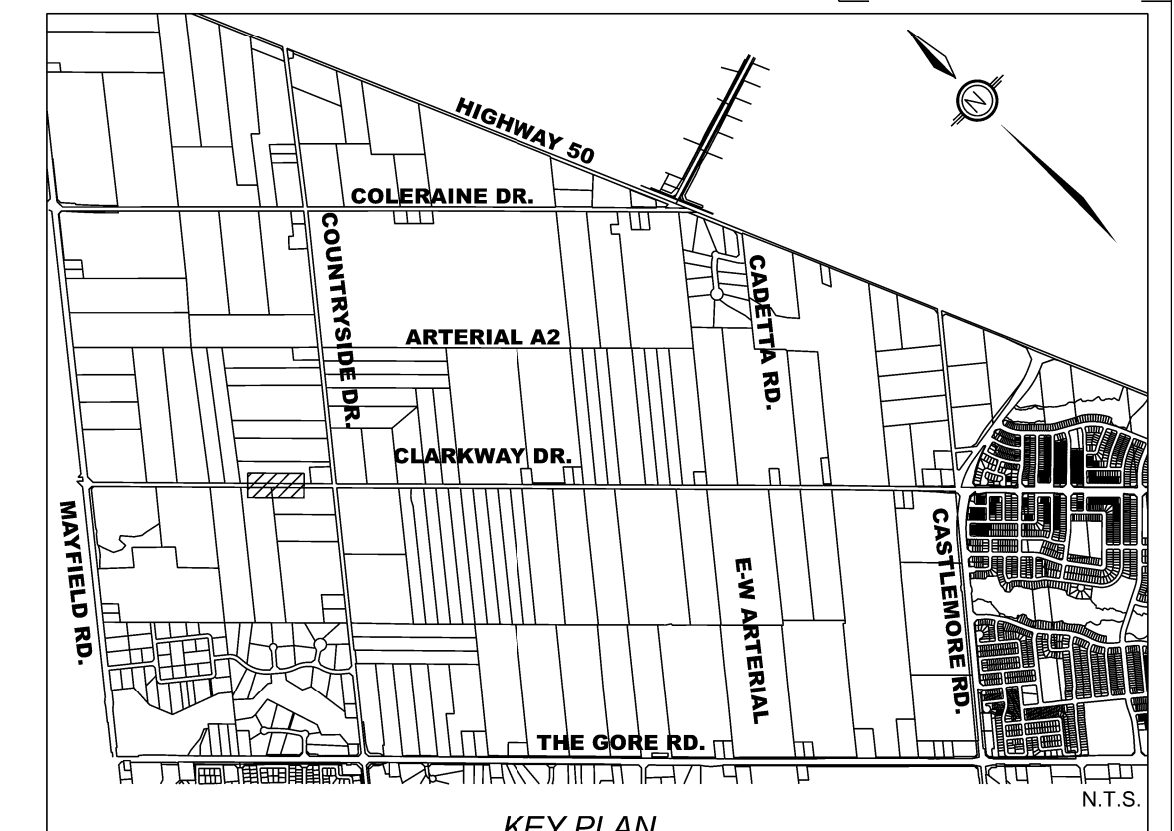 N
HIGHWAY 50
COLERAINE DR.
COUNTRYSIDE DR.
CADETTA RD.
ARTERIAL A2
CLARKWAY DR.
MAYFIELD RD.
CASTLEMORE RD.
E-W ARTERIAL
THE GORE RD.
N.T.S.
KEY PLAN